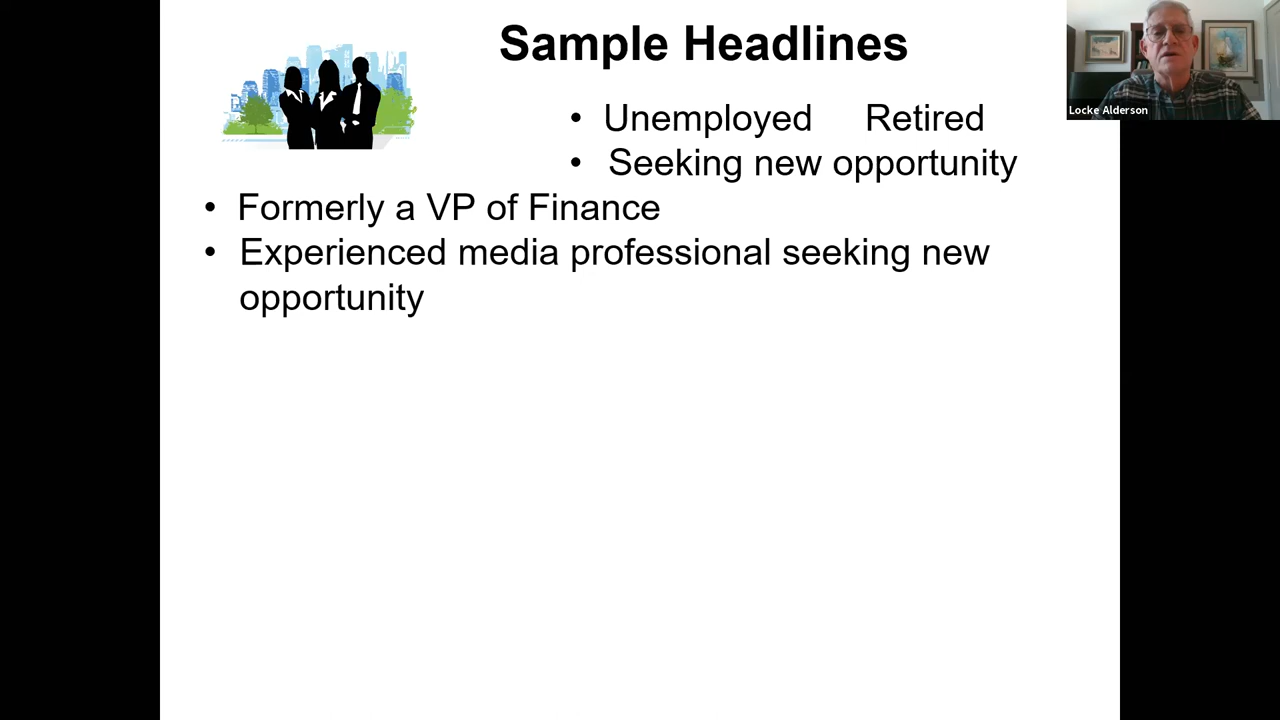 Sample Headlines
• Unemployed Retired
• Seeking new opportunity
• Formerly a VP of Finance
• Experienced media professional seeking new
opportunity
Locke Alderson